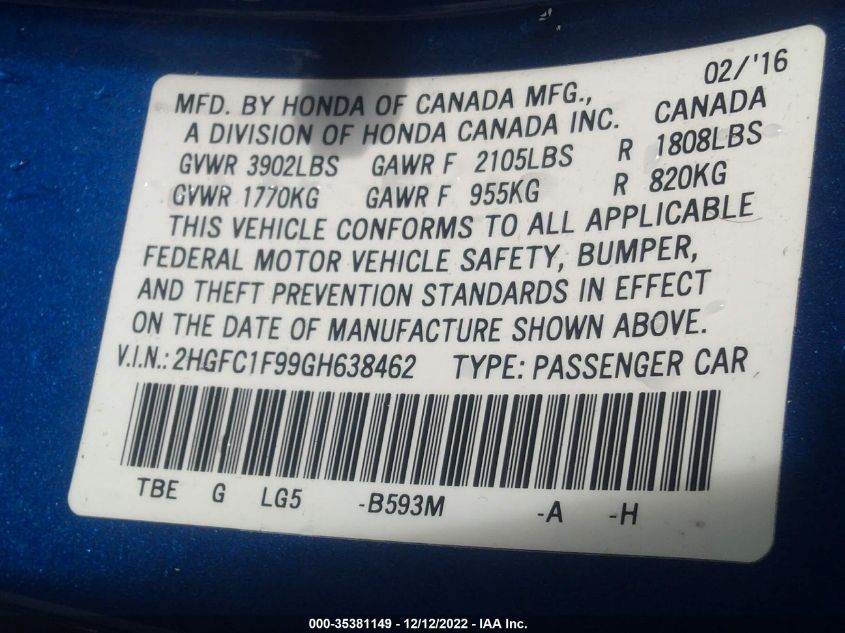 02/'16
MFD. BY HONDA OF CANADA MFG.,
A DIVISION OF HONDA CANADA INC. CANADA
GVWR 3902LBS GAWR F 2105LBS R 1808LBS
GVWR 1770KG GAWR F 955KG R 820KG
THIS VEHICLE CONFORMS TO ALL APPLICABLE
FEDERAL MOTOR VEHICLE SAFETY, BUMPER,
AND THEFT PREVENTION STANDARDS IN EFFECT
ON THE DATE OF MANUFACTURE SHOWN ABOVE.
V.I.N.: 2HGFC1F99GH638462 TYPE: PASSENGER CAR
TBE G LG5 -B593M -A -H
000-35381149 - 12/12/2022 - IAA Inc.